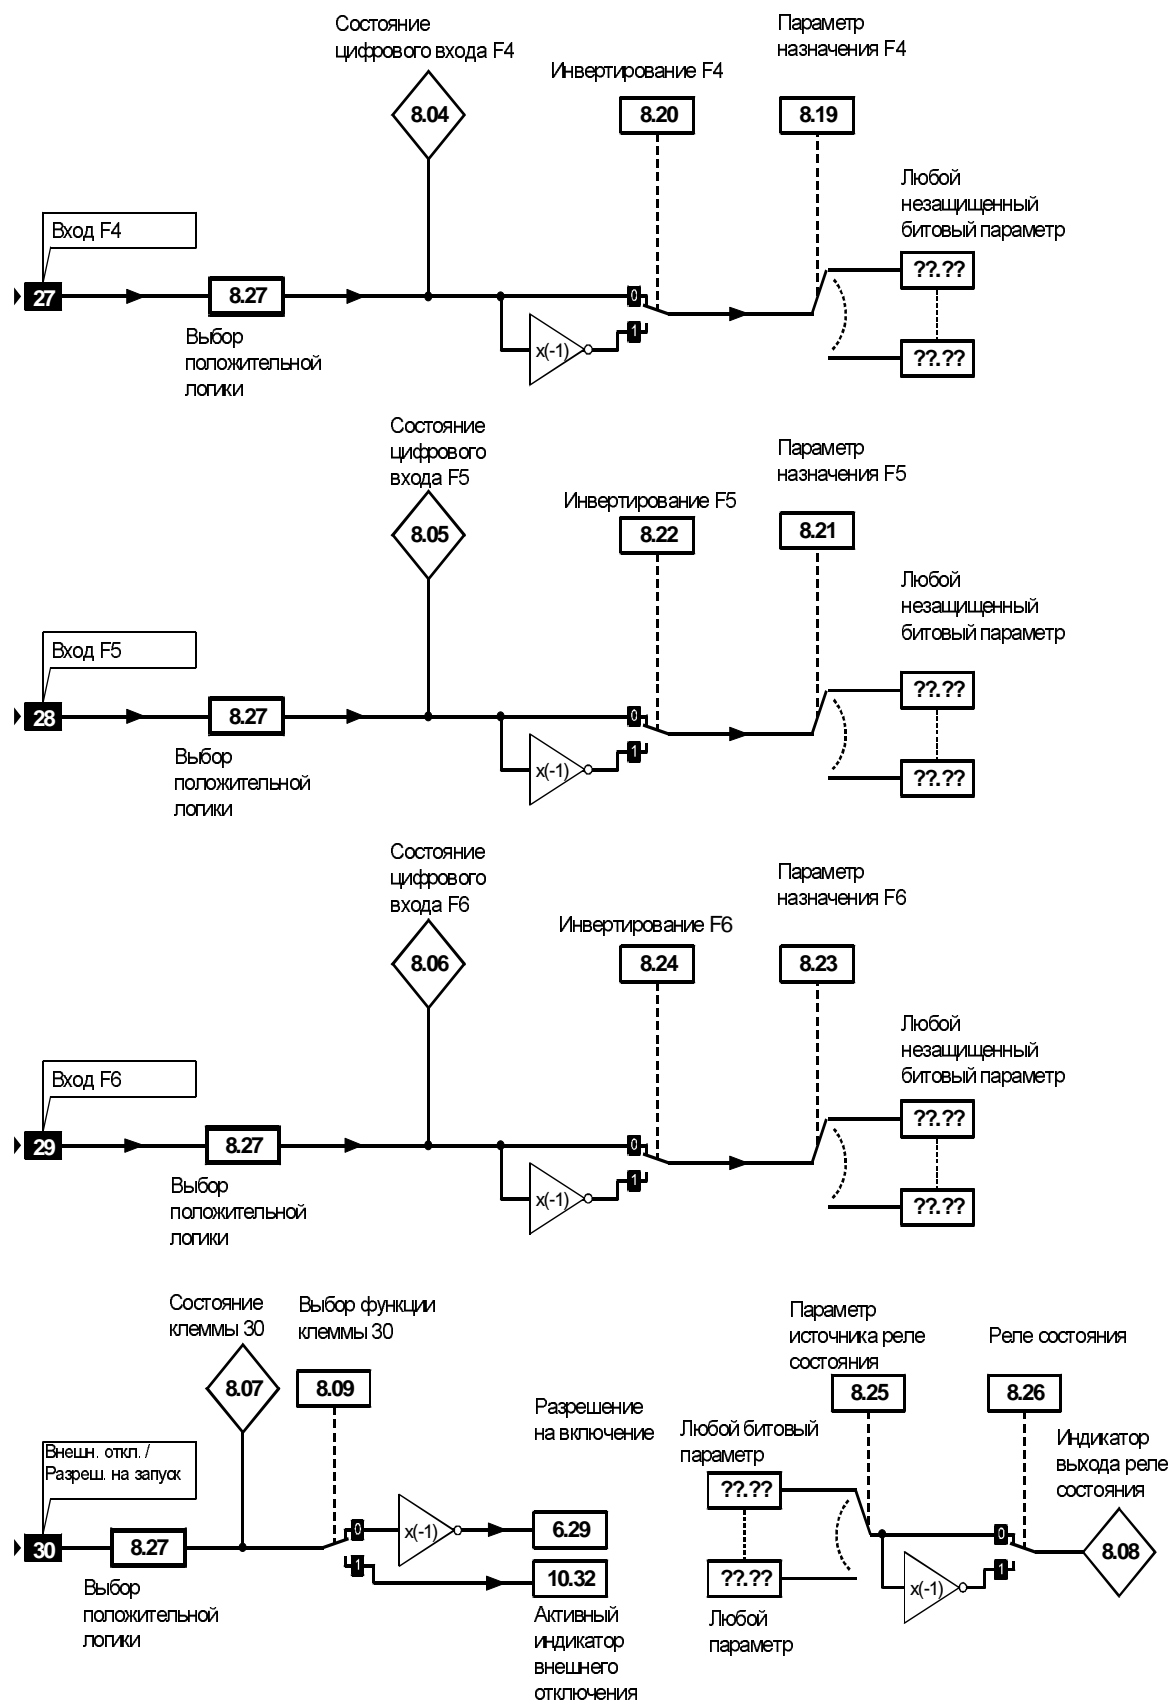 Состояние
цифрового входа F4
Параметр
назначения F4
Инвертирование F4
8.04
8.20
8.19
Любой
незащищенный
битовый параметр
Вход F4
27
8.27
0
??.??
1
x(-1)
??.??
Выбор
положительной
логики
Состояние
цифрового
входа F5
Параметр
назначения F5
Инвертирование F5
8.05
8.22
8.21
Любой
незащищенный
битовый параметр
Вход F5
28
8.27
0
??.??
1
x(-1)
??.??
Выбор
положительной
логики
Состояние
цифрового
входа F6
Параметр
назначения F6
Инвертирование F6
8.06
8.24
8.23
Любой
незащищенный
битовый параметр
Вход F6
29
8.27
0
??.??
1
x(-1)
??.??
Выбор
положительной
логики
Состояние
клеммы 30
Выбор функции
клеммы 30
8.07
8.09
Разрешение
на включение
Внешн. откл. /
Разреш. на запуск
30
8.27
0
1
x(-1)
6.29
10.32
Выбор
положительной
логики
Активный
индикатор
внешнего
отключения
Параметр
источника реле
состояния
Реле состояния
8.25
8.26
Любой битовый
параметр
Индикатор
выхода реле
состояния
??.??
??.??
0
1
x(-1)
8.08
Любой
параметр